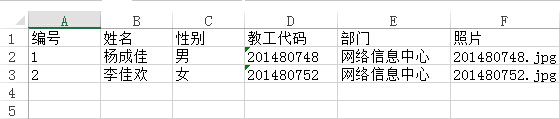 A B C D E F
1 编号 姓名 性别 教工代码 部门 照片
2 1 杨成佳 男 201480748 网络信息中心 201480748.jpg
3 2 李佳欢 女 201480752 网络信息中心 201480752.jpg
4
5